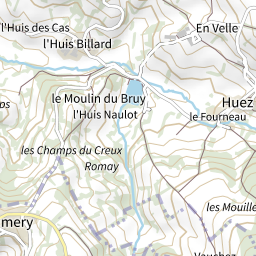 l'Huis des Cas
En Velle
l'Huis Billard
le Moulin du Bruy
Huez
l'Huis Naulot
le Fourneau
les Champs du Creux
Romay
les Mouille
mery
Vauchez